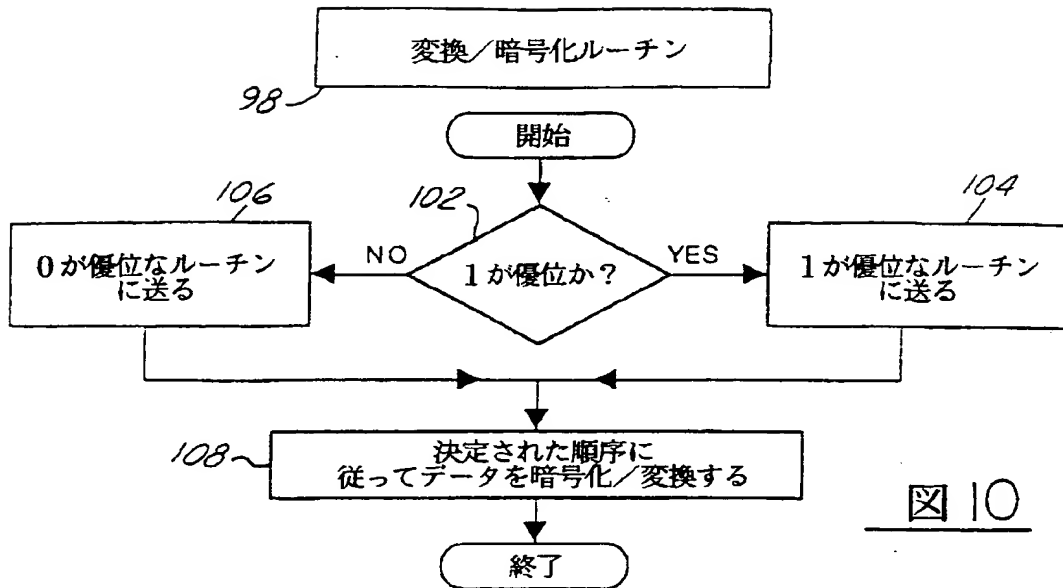 変換／暗号化ルーチン
98
開始
106
102
104
0が優位なルーチン
に送る
NO
1が優位か？
YES
1が優位なルーチン
に送る
108
決定された順序に
従ってデータを暗号化／変換する
図10
終了